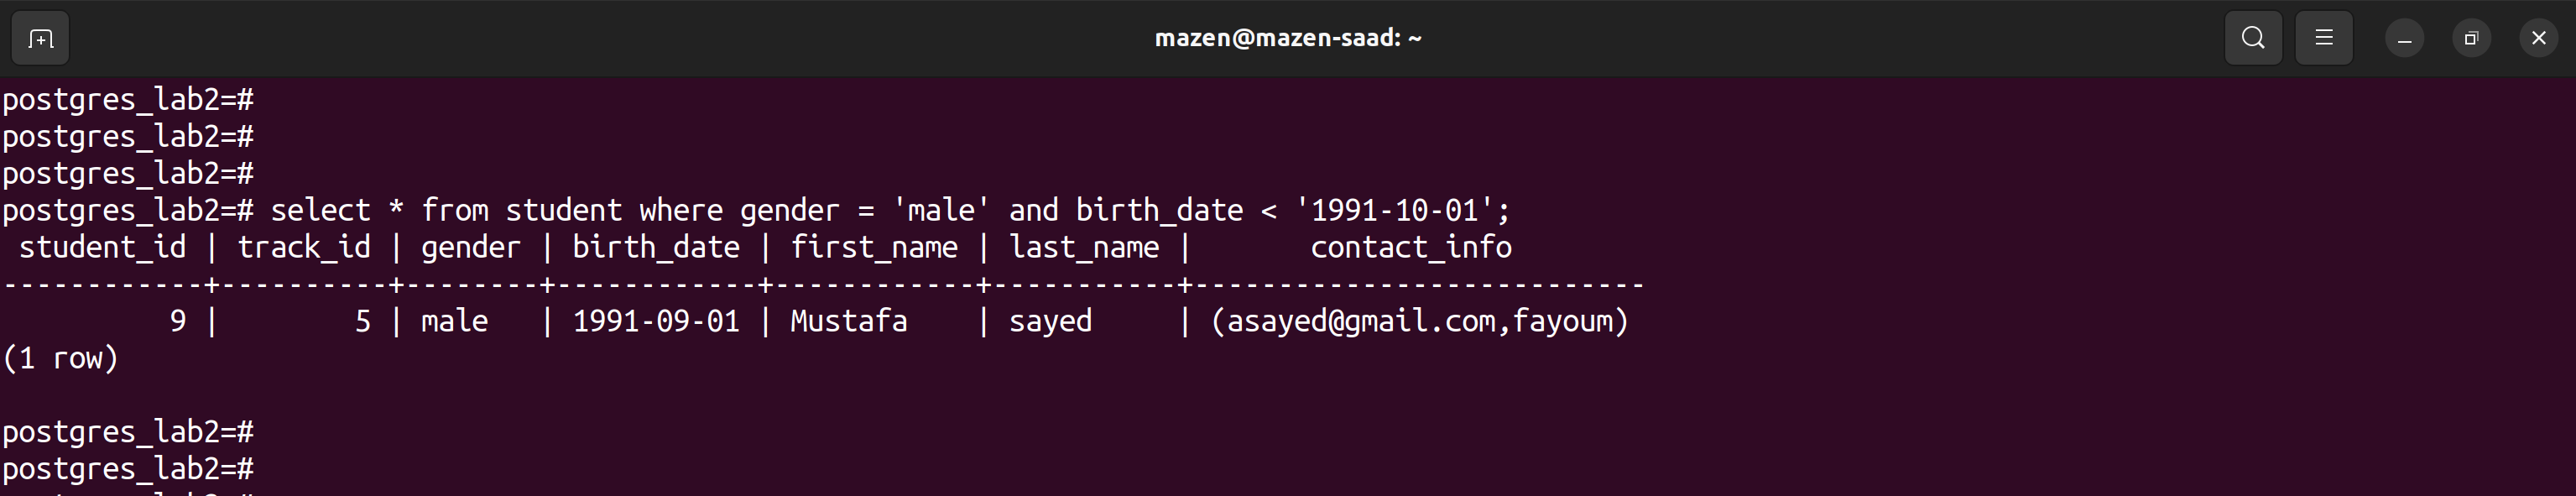 mazen@mazen-saad: ~
postgres_lab2=#
postgres_lab2=#
postgres_lab2=#
postgres_lab2=# select * from student where gender = 'male' and birth_date < '1991-10-01';
 student_id | track_id | gender | birth_date | first_name | last_name |       contact_info
------------+----------+--------+------------+------------+-----------+---------------------------
          9 |        5 | male   | 1991-09-01 | Mustafa    | sayed     | (asayed@gmail.com,fayoum)
(1 row)

postgres_lab2=#
postgres_lab2=#